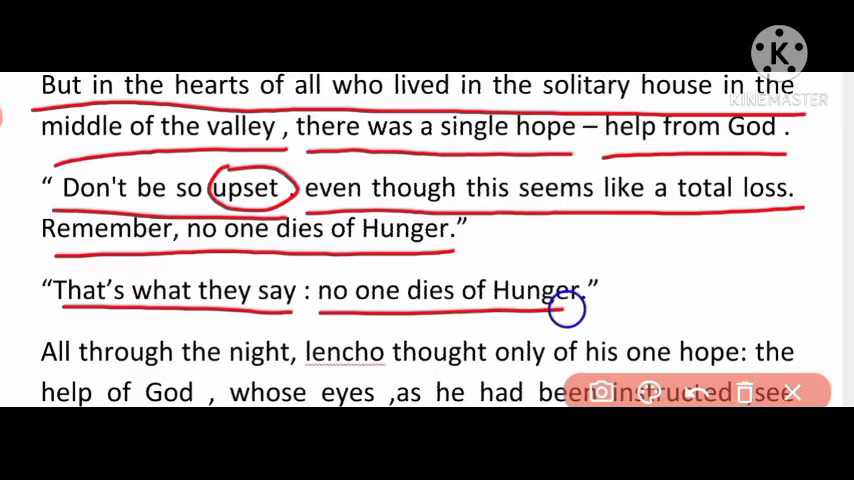 K
KINEMASTER
But in the hearts of all who lived in the solitary house in the
middle of the valley , there was a single hope – help from God .
“ Don't be so upset , even though this seems like a total loss.
Remember, no one dies of Hunger.”
“That’s what they say : no one dies of Hunger.”
All through the night, lencho thought only of his one hope: the
help of God , whose eyes ,as he had been instructed ,see